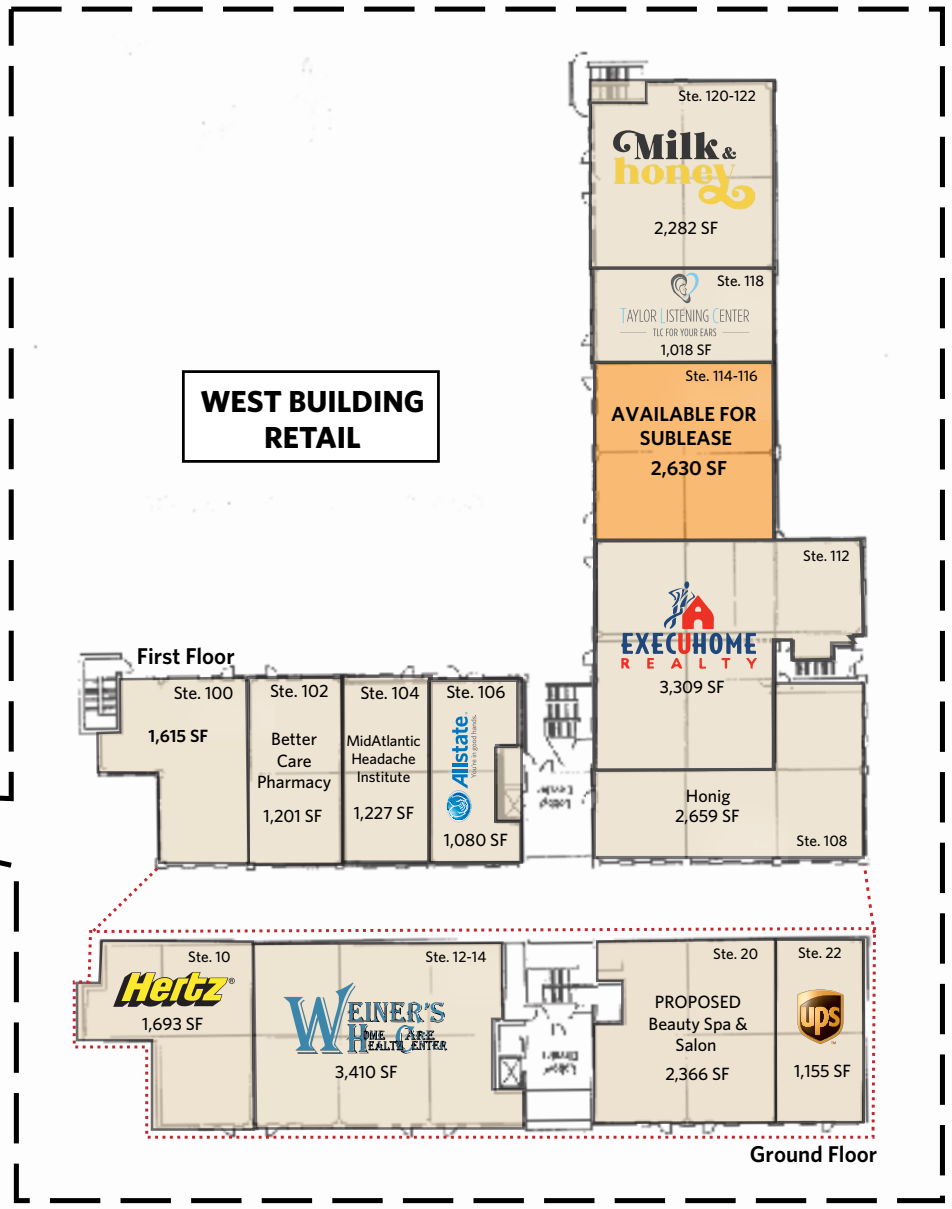 Ste. 120-122
Milk &
honey
2,282 SF
Ste. 118
TAYLOR LISTENING CENTER
TLC FOR YOUR EARS
1,018 SF
Ste. 114-116
AVAILABLE FOR
SUBLEASE
2,630 SF
WEST BUILDING
RETAIL
Ste. 112
EXECUHOME
REALTY
3,309 SF
First Floor
Ste. 100
1,615 SF
Ste. 102
Better
Care
Pharmacy
1,201 SF
Ste. 104
MidAtlantic
Headache
Institute
1,227 SF
Ste. 106
Allstate
You're in good hands.
1,080 SF
Honig
2,659 SF
Ste. 108
Ste. 10
Hertz®
1,693 SF
Ste. 12-14
WEINER'S
HOME CARE
HEALTH CENTER
3,410 SF
Ste. 20
PROPOSED
Beauty Spa &
Salon
2,366 SF
Ste. 22
ups
1,155 SF
Ground Floor